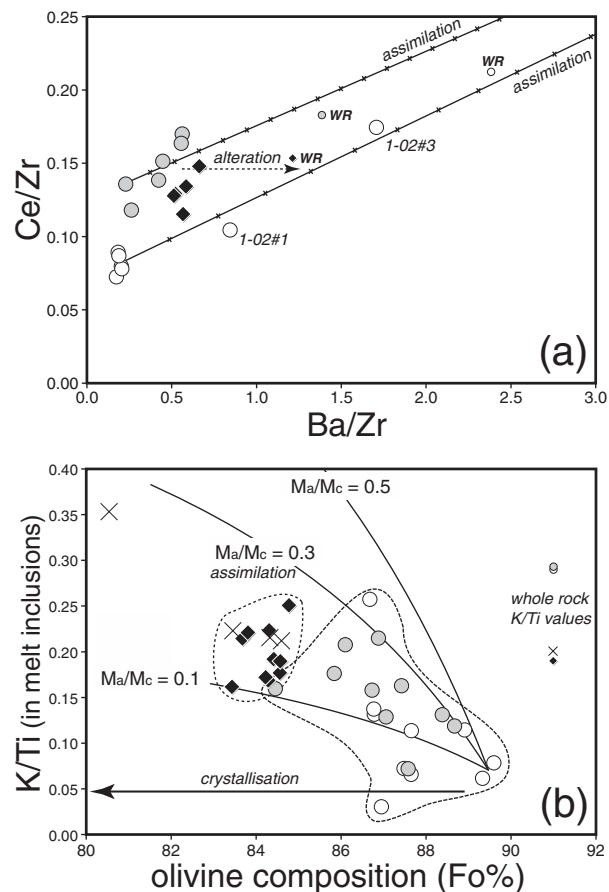 0.25
0.20
0.15
0.10
0.05
0.00
Ce/Zr
assimilation
WR
WR
assimilation
1-02#3
alteration
WR
1-02#1
(a)
0.0
0.5
1.0
1.5
2.0
2.5
3.0
Ba/Zr
0.40
0.35
0.30
0.25
0.20
0.15
0.10
0.05
0.00
K/Ti (in melt inclusions)
Ma/Mc = 0.5
Ma/Mc = 0.3
assimilation
whole rock
K/Ti values
Ma/Mc = 0.1
crystallisation
(b)
80
82
84
86
88
90
92
olivine composition (Fo%)